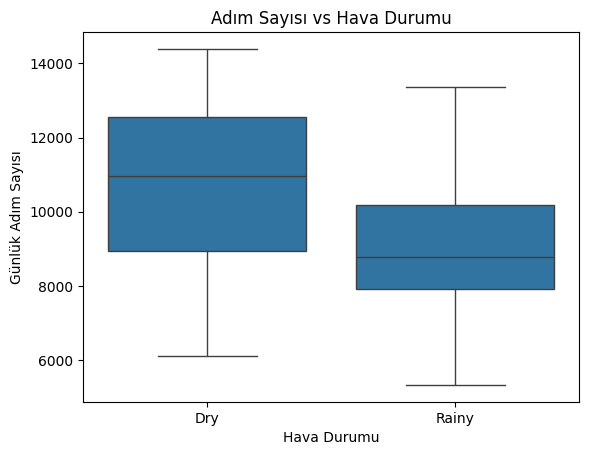 Adım Sayısı vs Hava Durumu
14000
12000
10000
8000
6000
Günlük Adım Sayısı
Dry
Rainy
Hava Durumu